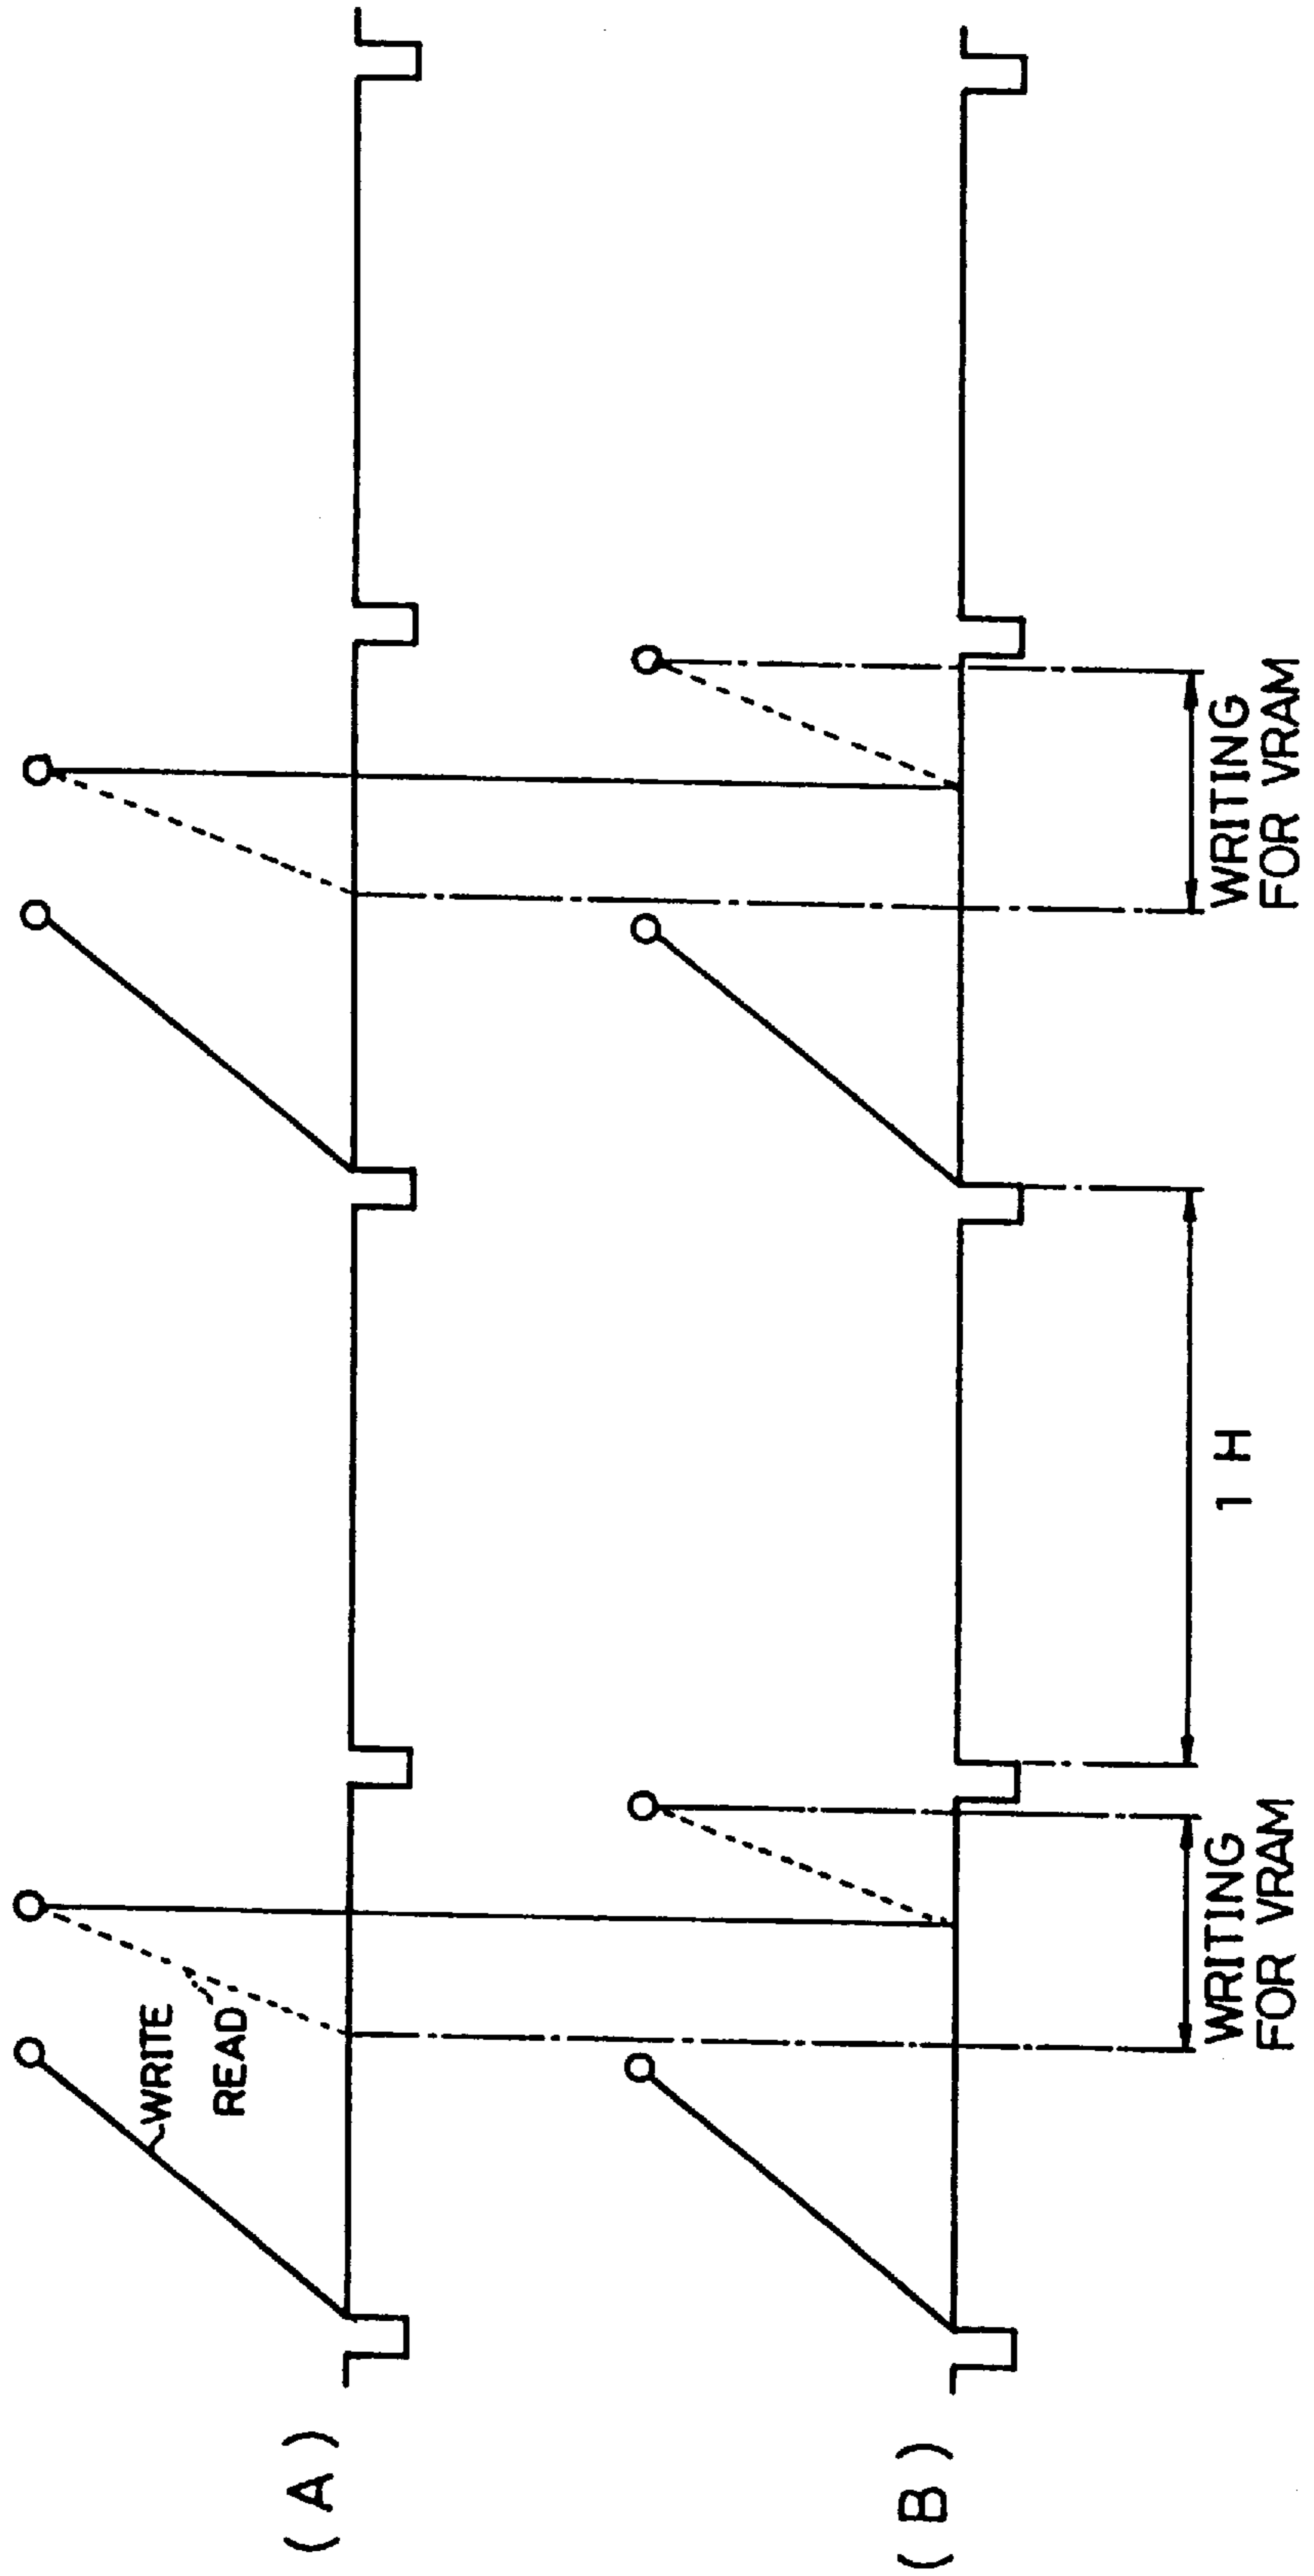 ( A )
WRITE
READ
( B )
WRITING
FOR VRAM
1 H
WRITING
FOR VRAM